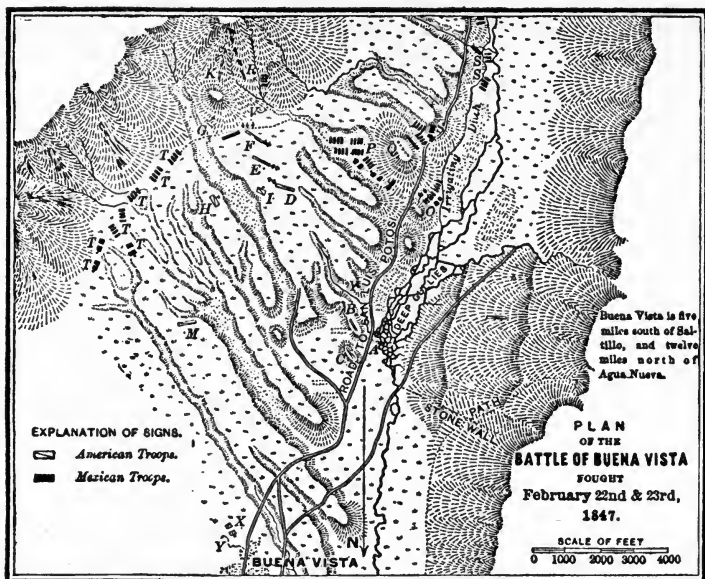 K
R
S
S
G
F
P
Q
J
E
I
D
Irrigating Ditch
T
T
T
T
T
T
T
H
O
DEEP GULLIES
ROAD TO SAN LUIS POTOSI
B
A
C
M
Buena Vista is five
miles south of Sal-
tillo, and twelve
miles north of
Agua Nueva.
PATH
STONE WALL
EXPLANATION OF SIGNS.
American Troops.
Mexican Troops.
PLAN
OF THE
BATTLE OF BUENA VISTA
FOUGHT
February 22nd & 23rd,
1847.
SCALE OF FEET
0 1000 2000 3000 4000
X
Y
N
BUENA VISTA